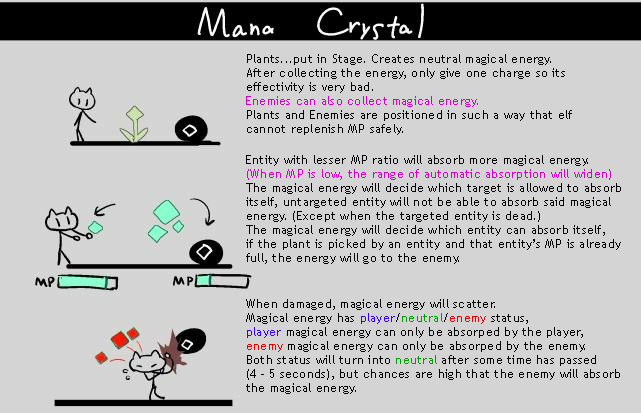 Mana Crystal
Plants...put in Stage. Creates neutral magical energy.
After collecting the energy, only give one charge so its
effectivity is very bad.
Enemies can also collect magical energy.
Plants and Enemies are positioned in such a way that elf
cannot replenish MP safely.
Entity with lesser MP ratio will absorb more magical energy.
(When MP is low, the range of automatic absorption will widen)
The magical energy will decide which target is allowed to absorb
itself, untargeted entity will not be able to absorb said magical
energy. (Except when the targeted entity is dead.)
The magical energy will decide which entity can absorb itself,
if the plant is picked by an entity and that entity's MP is already
full, the energy will go to the enemy.
MP
MP
When damaged, magical energy will scatter.
Magical energy has player/neutral/enemy status,
player magical energy can only be absorped by the player,
enemy magical energy can only be absorped by the enemy.
Both status will turn into neutral after some time has passed
(4 - 5 seconds), but chances are high that the enemy will absorb
the magical energy.